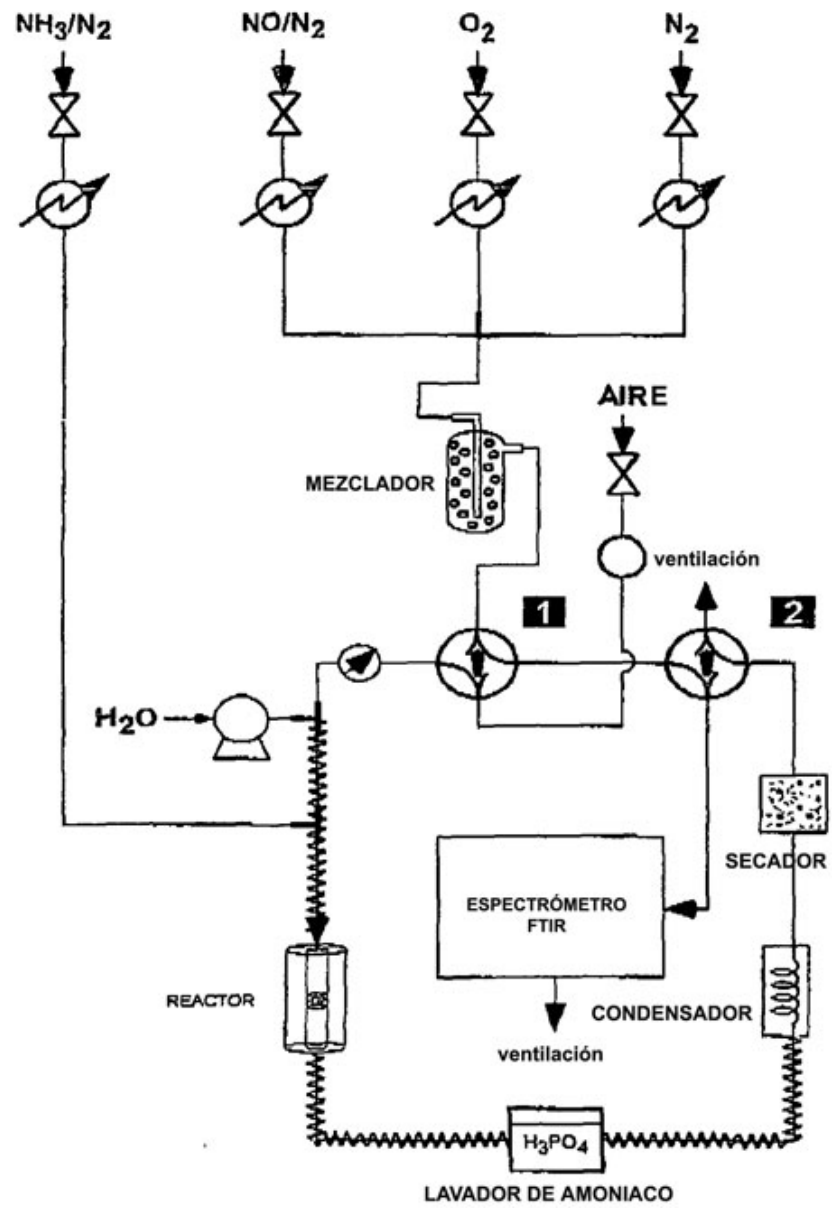 NH3/N2
NO/N2
O2
N2
AIRE
MEZCLADOR
ventilación
1
2
H2O
SECADOR
ESPECTRÓMETRO
FTIR
REACTOR
CONDENSADOR
ventilación
H3PO4
LAVADOR DE AMONIACO